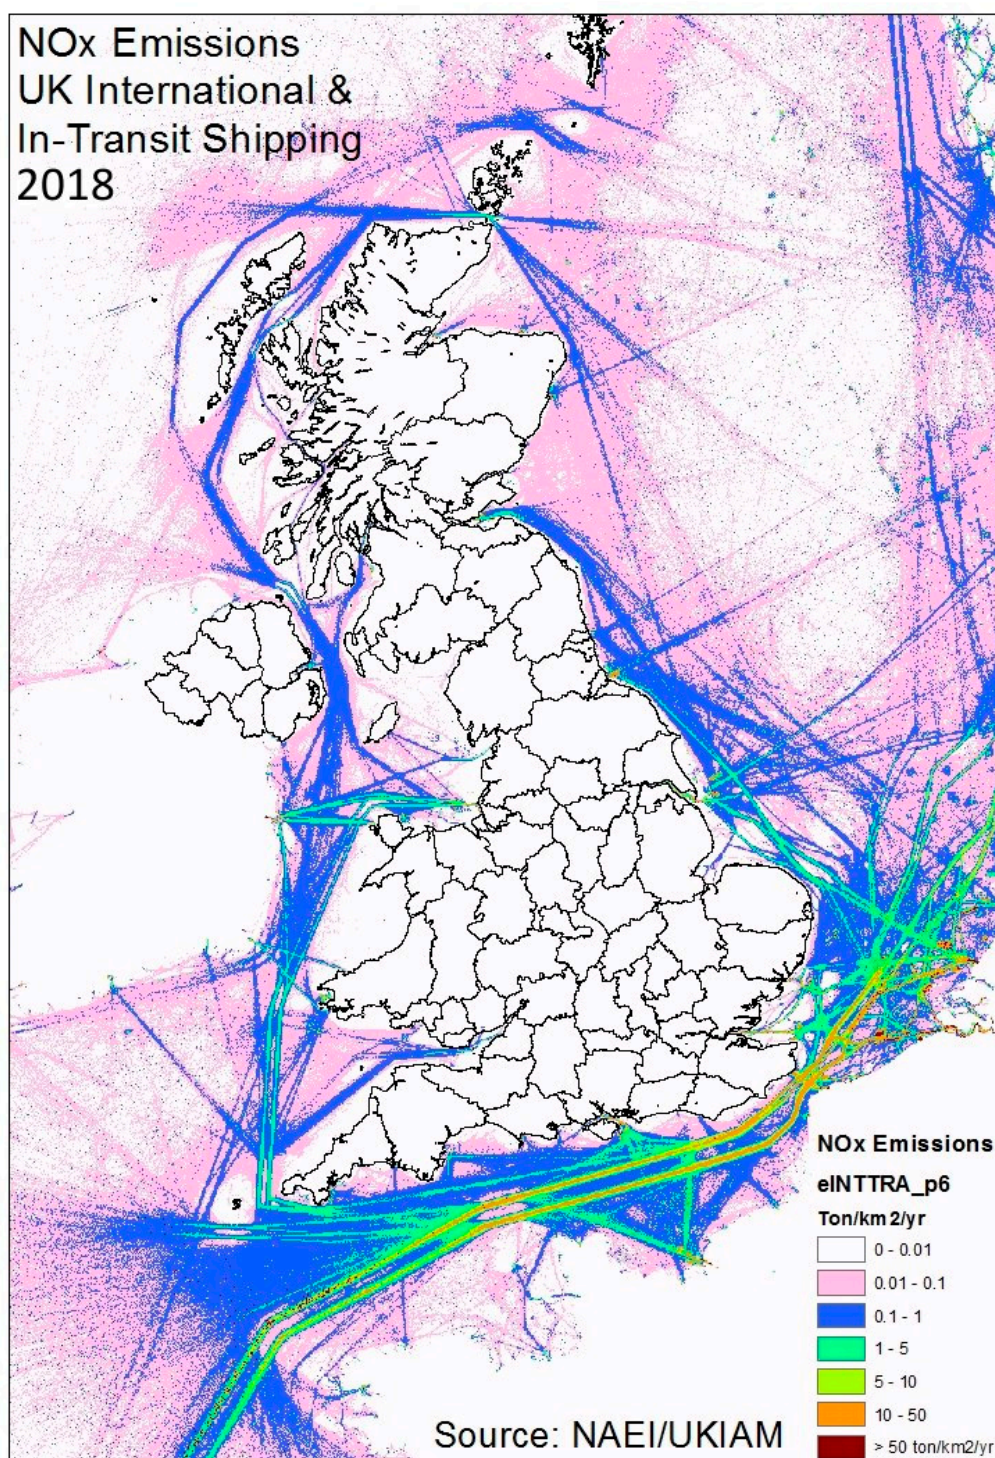 NOx Emissions
UK International &
In-Transit Shipping
2018
NOx Emissions
eINTTRA_p6
Ton/km2/yr
0 - 0.01
0.01 - 0.1
0.1 - 1
1 - 5
5 - 10
10 - 50
> 50 ton/km2/yr
Source: NAEI/UKIAM